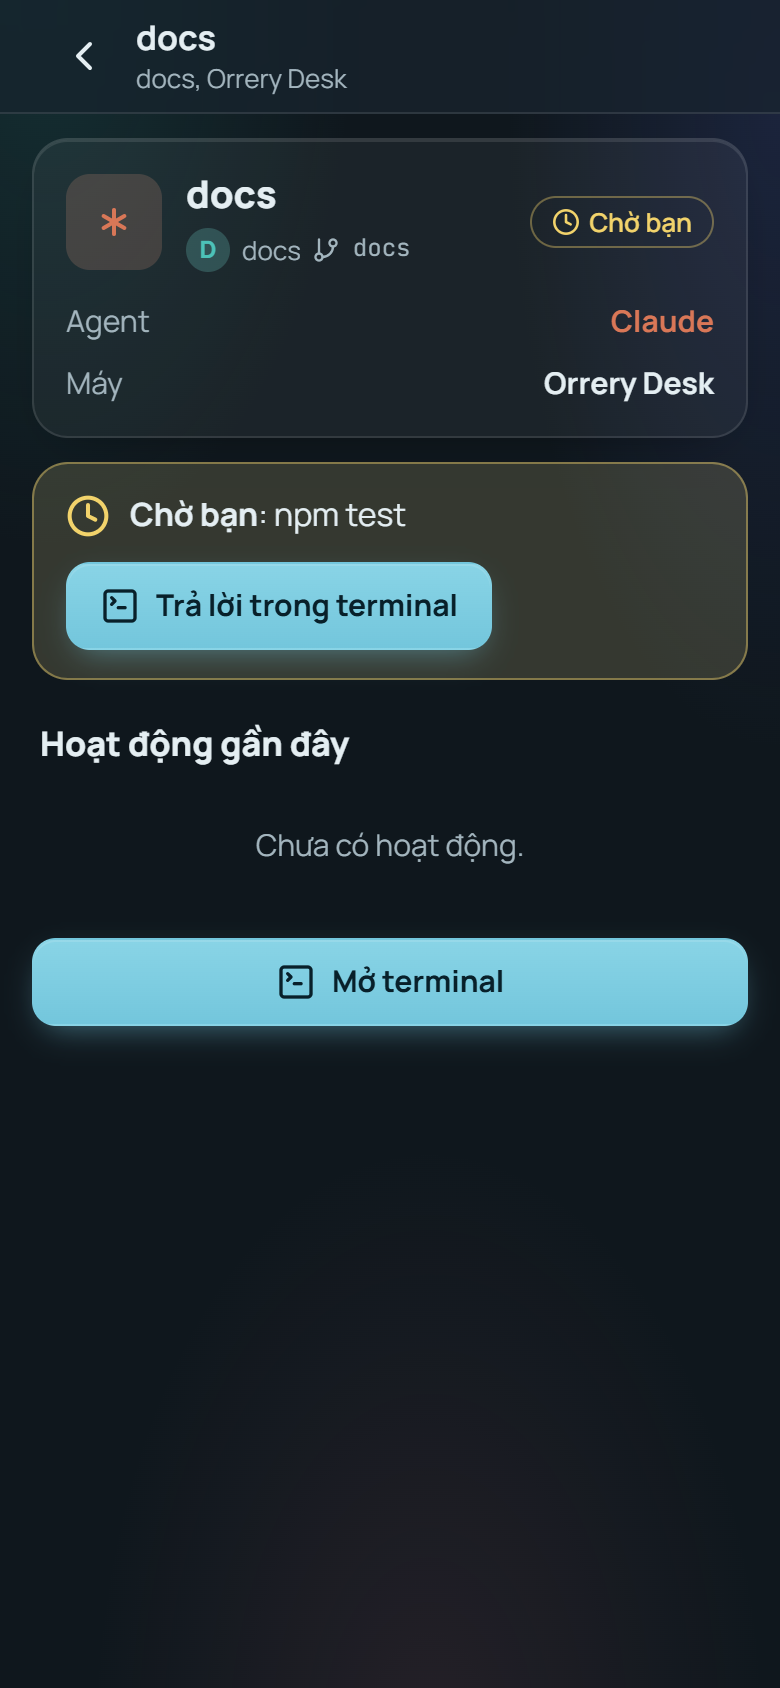 docs
docs, Orrery Desk
docs
Chờ bạn
D docs docs
Agent Claude
Máy Orrery Desk
Chờ bạn: npm test
Trả lời trong terminal
Hoạt động gần đây
Chưa có hoạt động.
Mở terminal